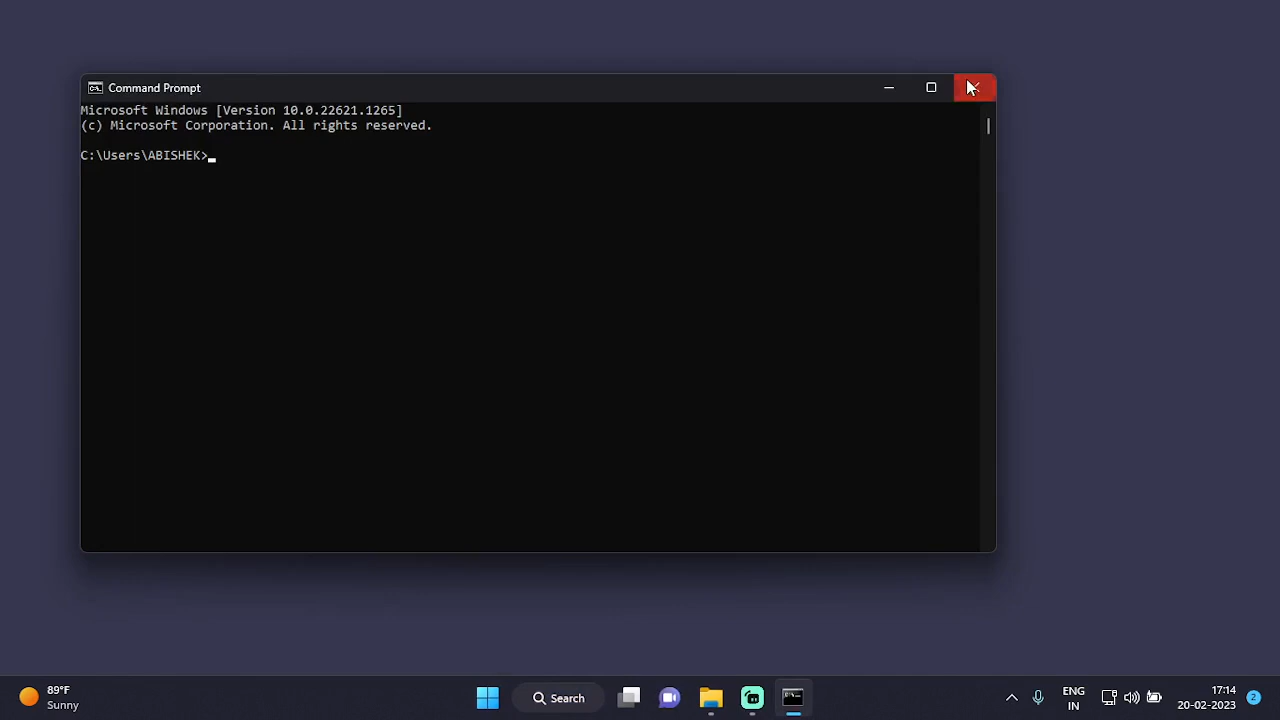 Command Prompt
Microsoft Windows [Version 10.0.22621.1265]
(c) Microsoft Corporation. All rights reserved.
C:\Users\ABISHEK>
89°F
Sunny
Search
ENG
IN
17:14
20-02-2023
2